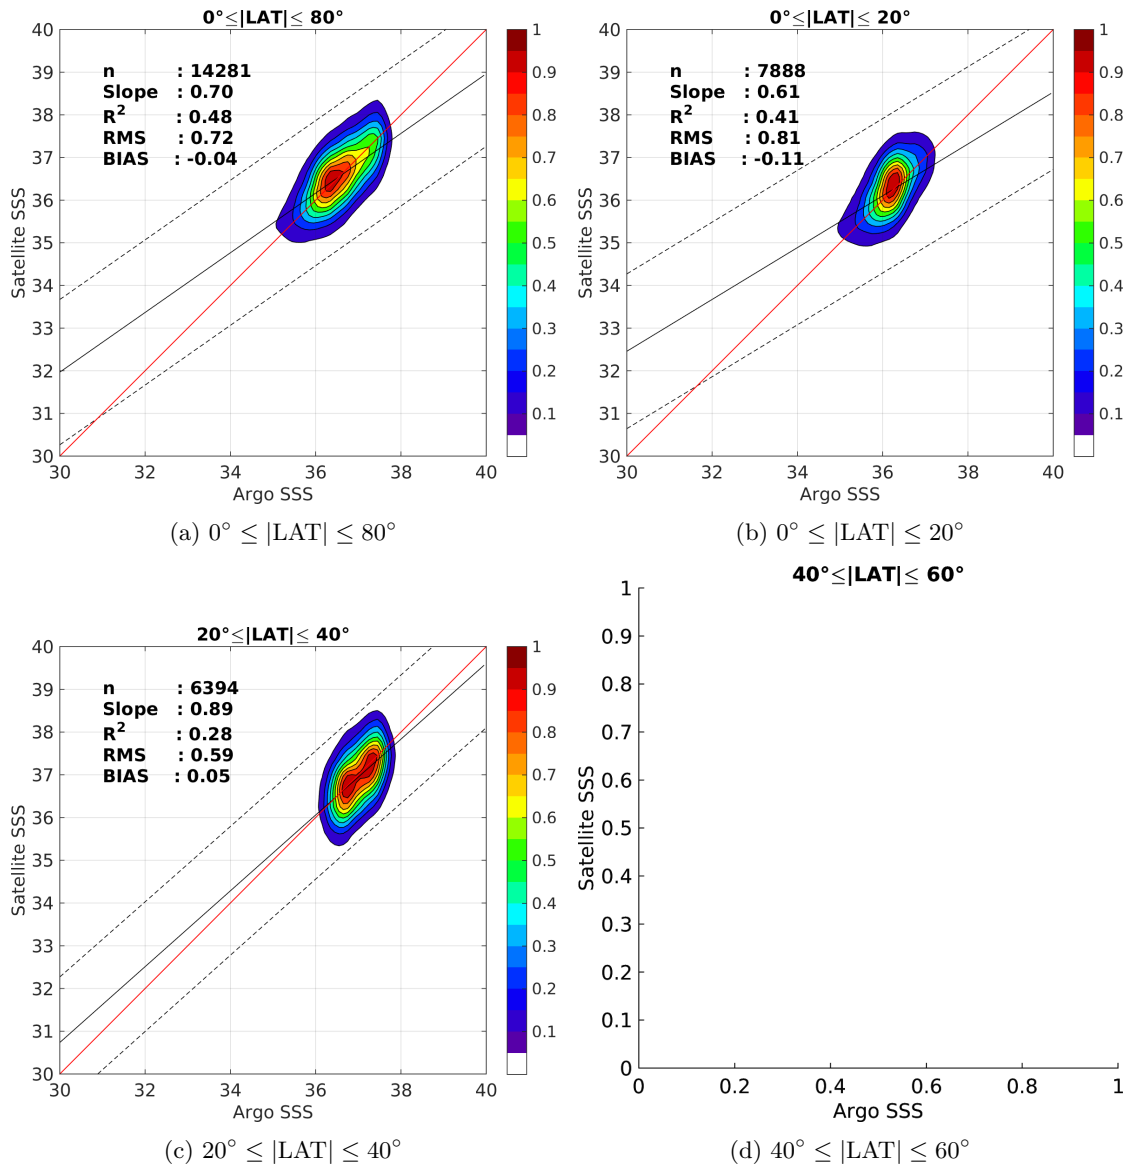 0°≤|LAT|≤ 80°
n : 14281
Slope : 0.70
R2 : 0.48
RMS : 0.72
BIAS : -0.04
40
39
38
37
36
35
34
33
32
31
30
30 32 34 36 38 40
Satellite SSS
Argo SSS
1
0.9
0.8
0.7
0.6
0.5
0.4
0.3
0.2
0.1
(a) 0° ≤ |LAT| ≤ 80°
0°≤|LAT|≤ 20°
n : 7888
Slope : 0.61
R2 : 0.41
RMS : 0.81
BIAS : -0.11
40
39
38
37
36
35
34
33
32
31
30
30 32 34 36 38 40
Satellite SSS
Argo SSS
1
0.9
0.8
0.7
0.6
0.5
0.4
0.3
0.2
0.1
(b) 0° ≤ |LAT| ≤ 20°
20°≤|LAT|≤ 40°
n : 6394
Slope : 0.89
R2 : 0.28
RMS : 0.59
BIAS : 0.05
40
39
38
37
36
35
34
33
32
31
30
30 32 34 36 38 40
Satellite SSS
Argo SSS
1
0.9
0.8
0.7
0.6
0.5
0.4
0.3
0.2
0.1
(c) 20° ≤ |LAT| ≤ 40°
40°≤|LAT|≤ 60°
1
0.9
0.8
0.7
0.6
0.5
0.4
0.3
0.2
0.1
0
0 0.2 0.4 0.6 0.8 1
Satellite SSS
Argo SSS
(d) 40° ≤ |LAT| ≤ 60°